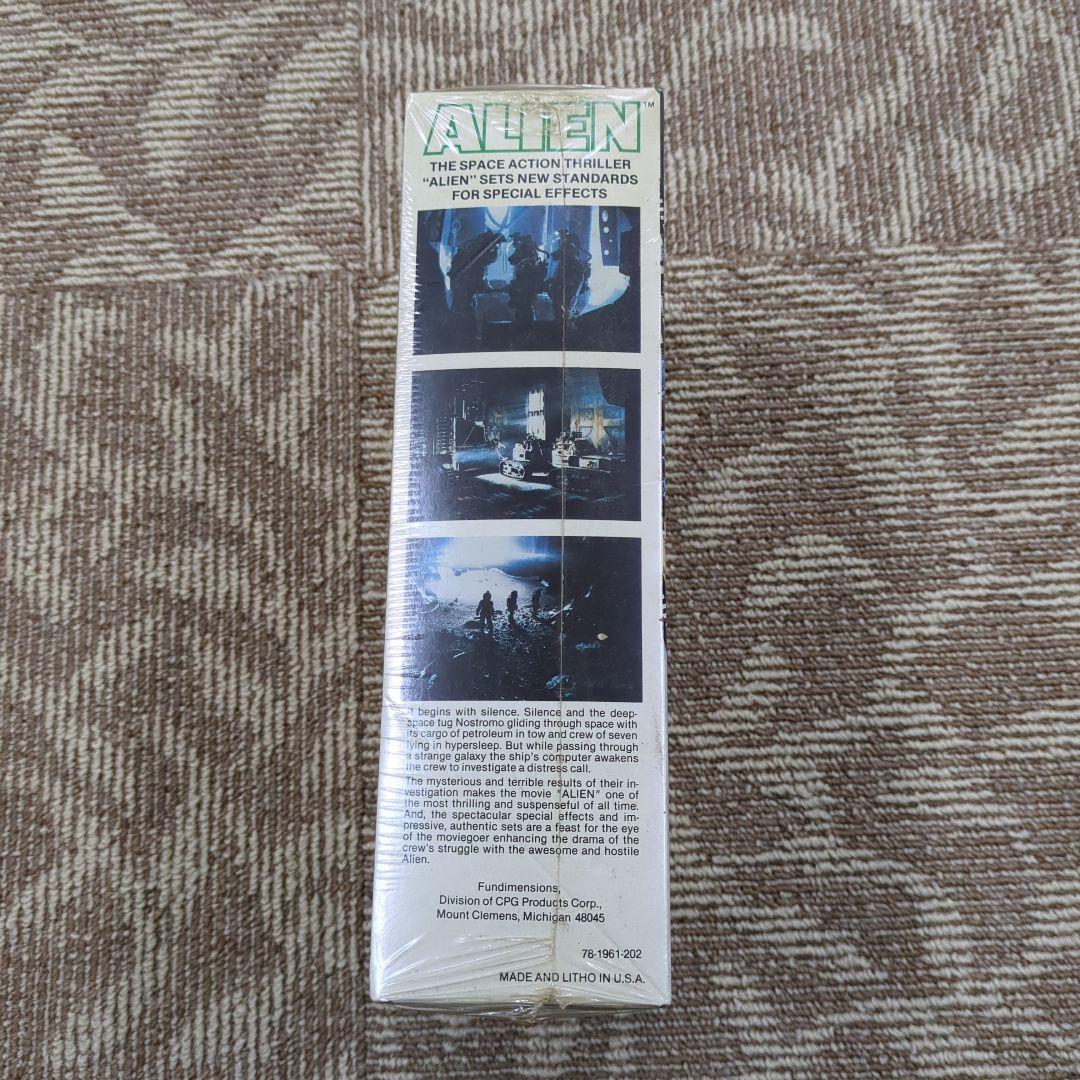 ALIEN™
THE SPACE ACTION THRILLER
“ALIEN” SETS NEW STANDARDS
FOR SPECIAL EFFECTS
It begins with silence. Silence and the deep-
space tug Nostromo gliding through space with
its cargo of petroleum in tow and crew of seven
lying in hypersleep. But while passing through
a strange galaxy the ship's computer awakens
the crew to investigate a distress call.
The mysterious and terrible results of their in-
vestigation makes the movie "ALIEN" one of
the most thrilling and suspenseful of all time.
And, the spectacular special effects and im-
pressive, authentic sets are a feast for the eye
of the moviegoer enhancing the drama of the
crew's struggle with the awesome and hostile
Alien.
Fundimensions,
Division of CPG Products Corp.,
Mount Clemens, Michigan 48045
78-1961-202
MADE AND LITHO IN U.S.A.